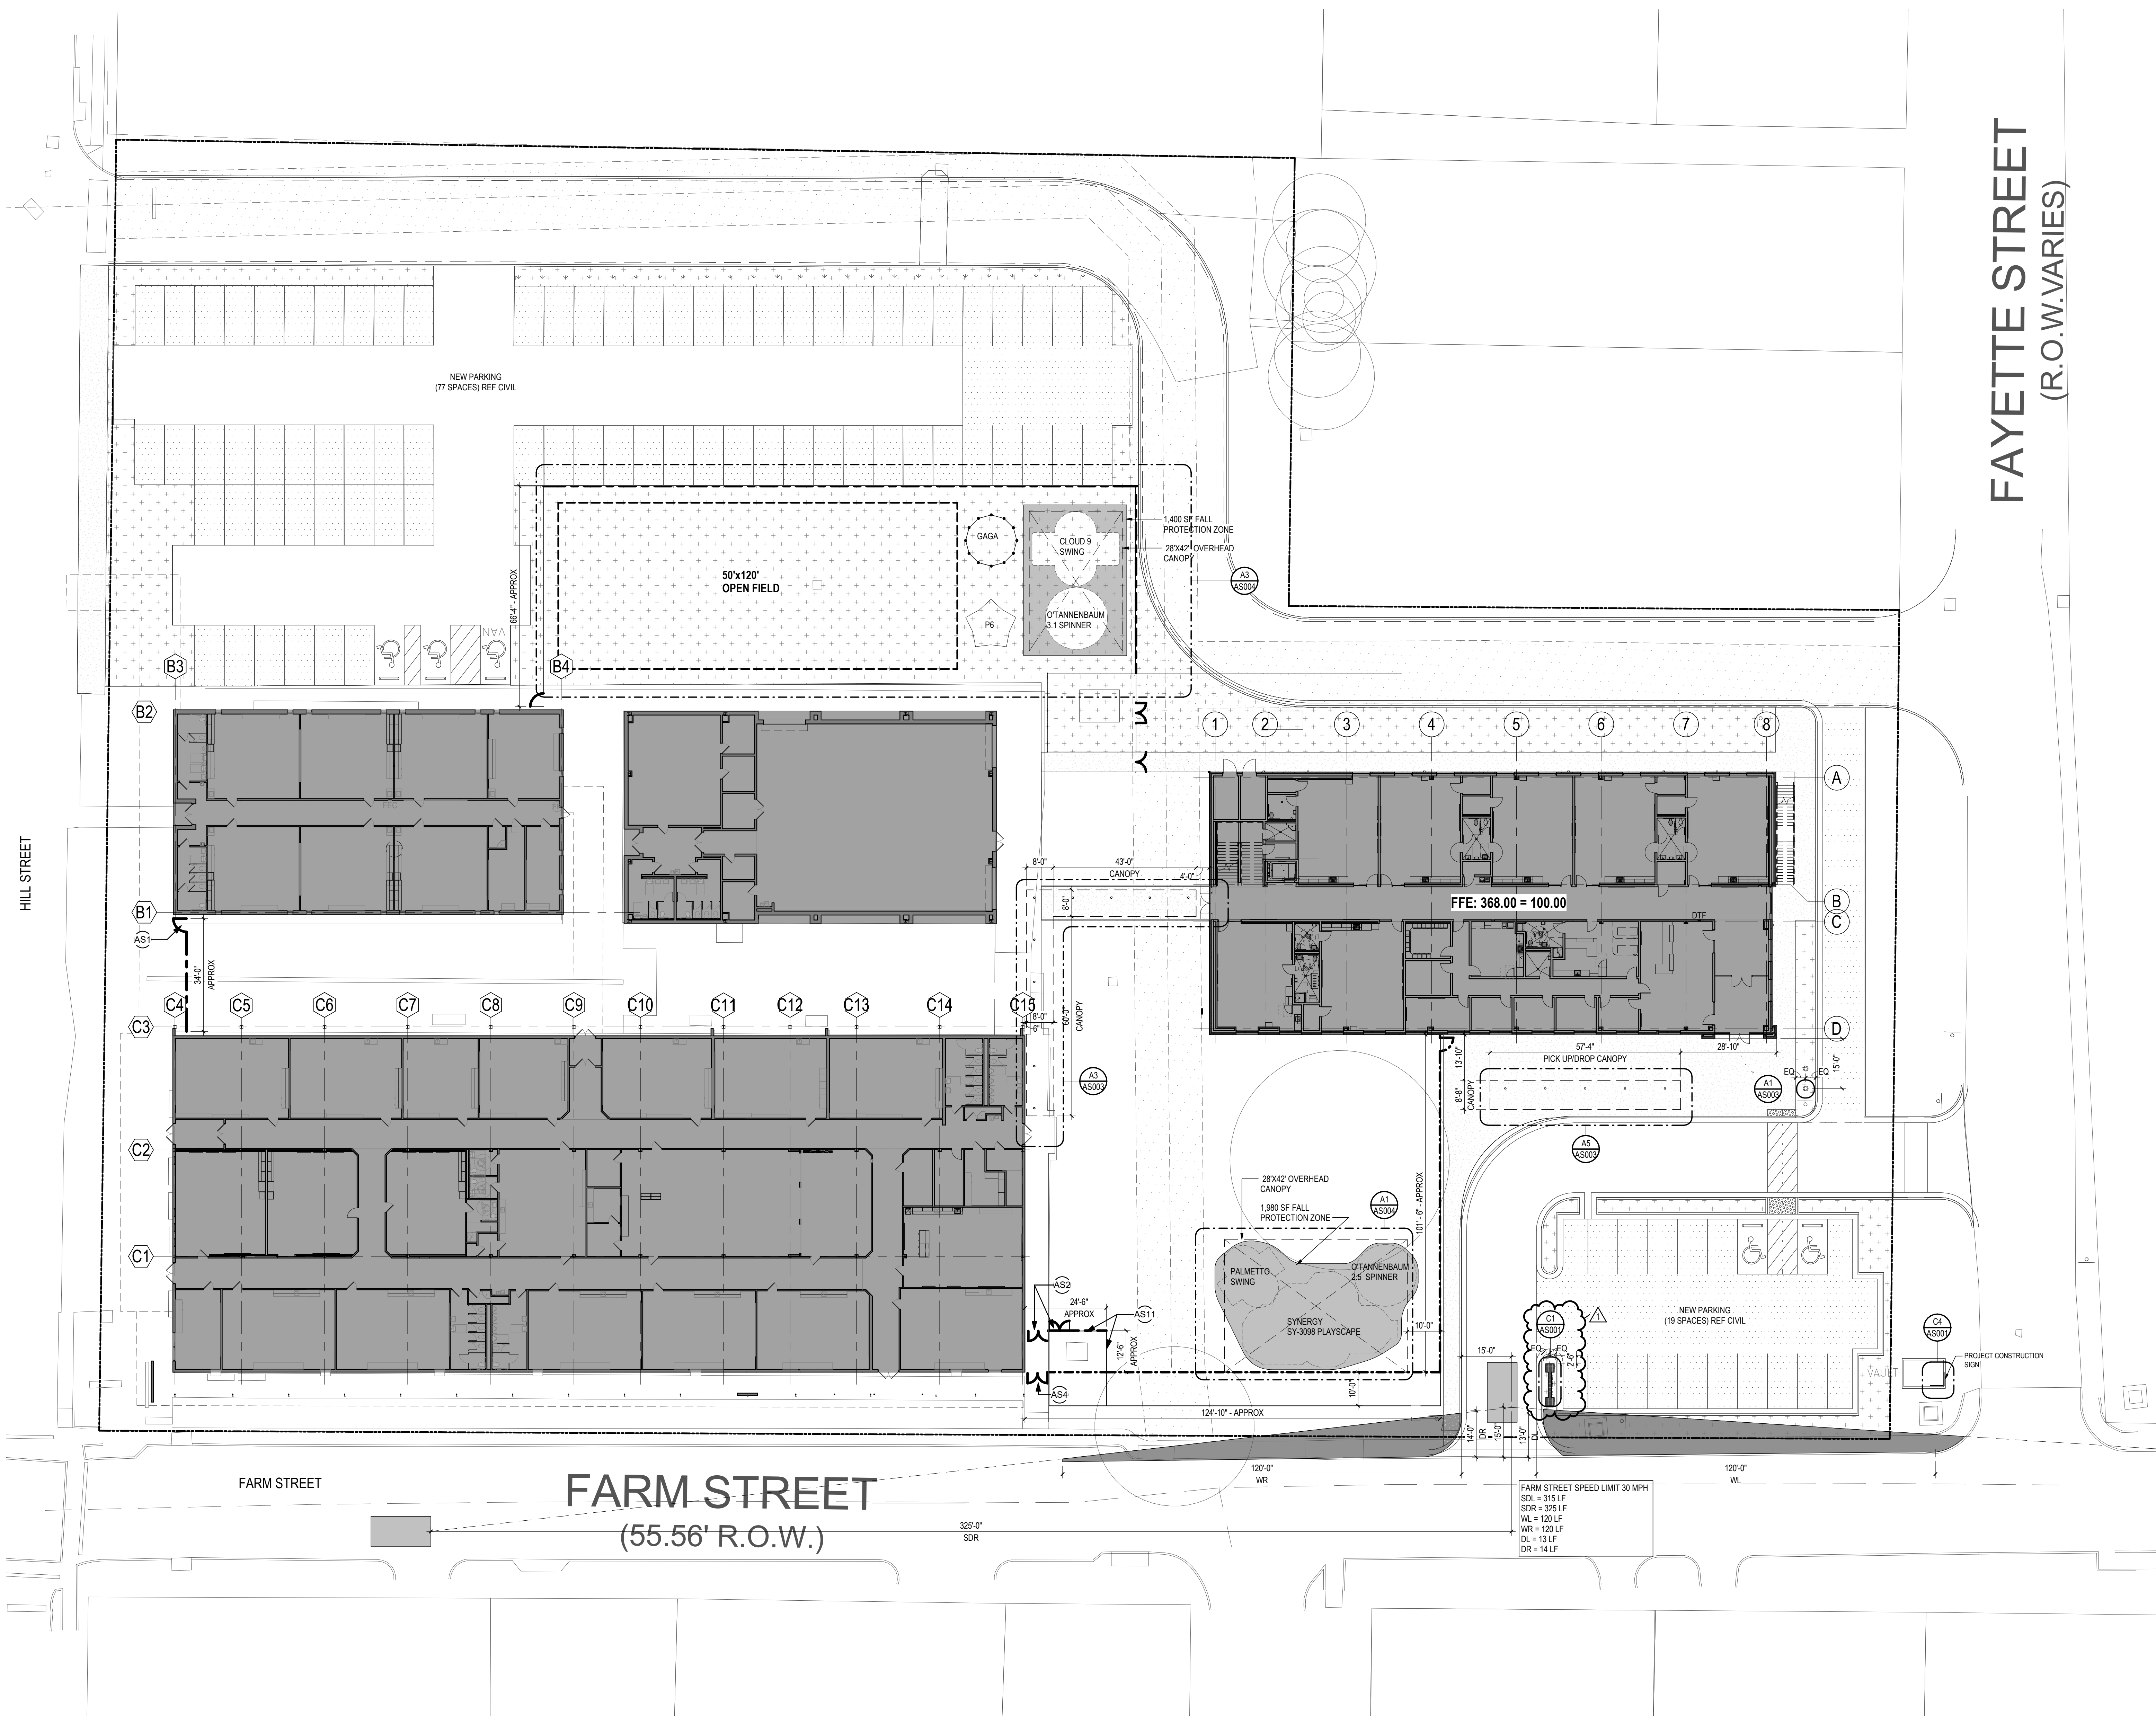 FAYETTE STREET
(R.O.W.VARIES)
NEW PARKING
(77 SPACES) REF CIVIL
1,400 SF FALL
PROTECTION ZONE
28'X42' OVERHEAD
CANOPY
GAGA
CLOUD 9
SWING
50'x120'
OPEN FIELD
A3
AS004
66'-4" - APPROX
O'TANNENBAUM
3.1 SPINNER
P6
VAN
B3
B4
B2
1
2
3
4
5
6
7
8
A
HILL STREET
8'-0"
43'-0"
CANOPY
4'-0"
8'-0"
B1
AS1
FFE: 368.00 = 100.00
B
DTF
C
34'-0"
APPROX
C4
C5
C6
C7
C8
C9
C10
C11
C12
C13
C14
C15
C3
8'-0"
6"
60'-0"
CANOPY
D
57'-4"
28'-10"
PICK UP/DROP CANOPY
13'-10"
15'-0"
EQ
EQ
A3
AS003
8'-8"
CANOPY
A1
AS003
A5
AS003
C2
28'X42' OVERHEAD
CANOPY
1,980 SF FALL
PROTECTION ZONE
A1
AS004
101' - 6" - APPROX
C1
PALMETTO
SWING
O'TANNENBAUM
2.5 SPINNER
SYNERGY
SY-3098 PLAYSCAPE
AS2
24'-6"
APPROX
AS11
12'-6"
APPROX
10'-0"
10'-0"
AS4
124'-10" - APPROX
15'-0"
C1
AS001
1
EQ
EQ
2'-6"
NEW PARKING
(19 SPACES) REF CIVIL
C4
AS001
PROJECT CONSTRUCTION
SIGN
VAULT
14'-0"
DR
15'-0"
13'-0"
DL
120'-0"
WR
120'-0"
WL
FARM STREET
FARM STREET
(55.56' R.O.W.)
325'-0"
SDR
FARM STREET SPEED LIMIT 30 MPH
SDL = 315 LF
SDR = 325 LF
WL = 120 LF
WR = 120 LF
DL = 13 LF
DR = 14 LF